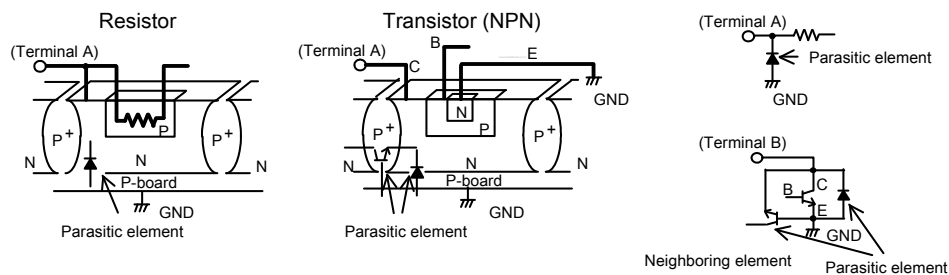 Resistor
(Terminal A)
P+
P
P+
N
N
N
P-board
GND
Parasitic element
Transistor (NPN)
(Terminal A)
C
B
E
GND
N
P
P+
P+
N
N
N
P-board
GND
Parasitic element
(Terminal A)
Parasitic element
GND
(Terminal B)
C
B
E
GND
Neighboring element
Parasitic element